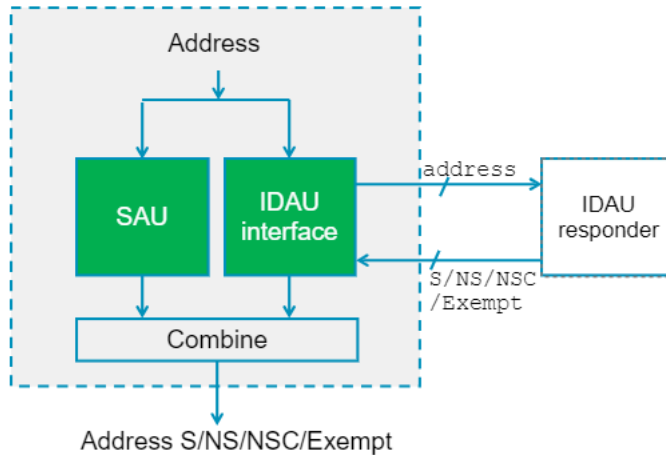 Address
SAU
IDAU
interface
address
IDAU
responder
S/NS/NSC
/Exempt
Combine
Address S/NS/NSC/Exempt